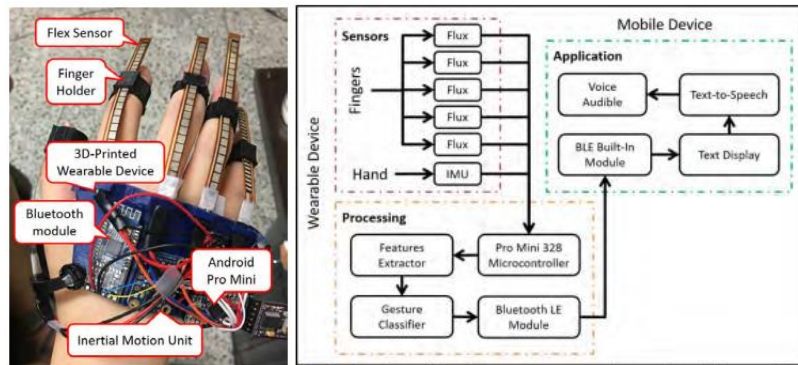 Flex Sensor
Finger
Holder
3D-Printed
Wearable Device
Bluetooth
module
Android
Pro Mini
Inertial Motion Unit
Wearable Device
Sensors
Fingers
Flux
Flux
Flux
Flux
Flux
Hand
IMU
Processing
Features
Extractor
Pro Mini 328
Microcontroller
Gesture
Classifier
Bluetooth LE
Module
Mobile Device
Application
Voice
Audible
Text-to-Speech
BLE Built-In
Module
Text Display